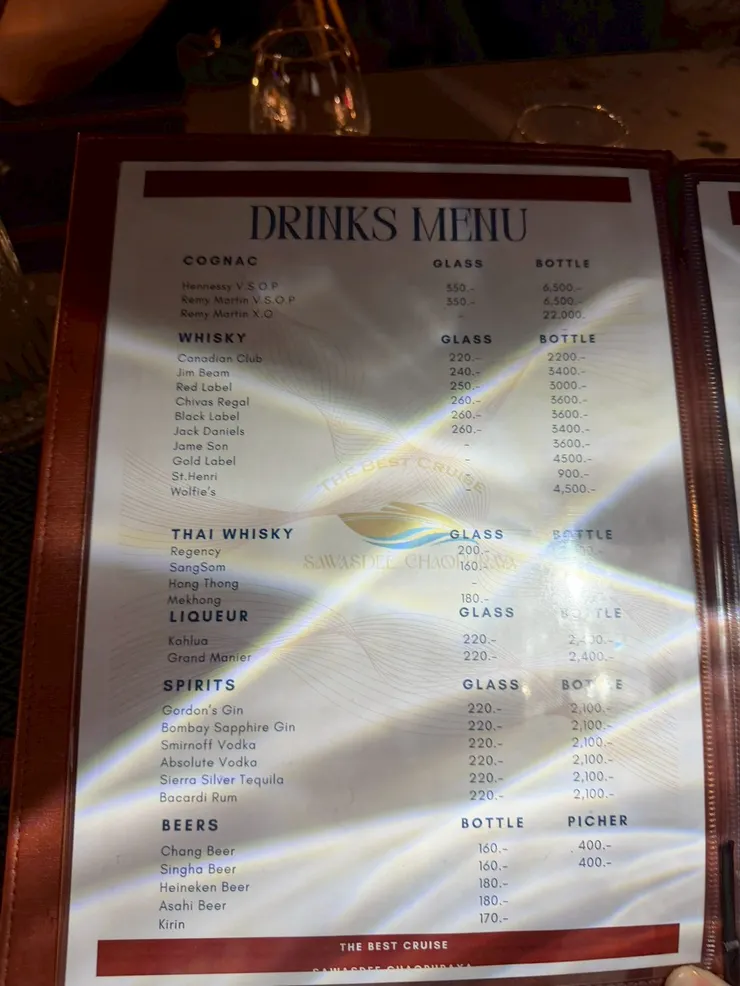 DRINKS MENU
COGNAC GLASS BOTTLE
Hennessy V.S.O.P 350.- 6,500.-
Remy Martin V.S.O.P 350.- 6,500.-
Remy Martin X.O - 22,000.-
WHISKY GLASS BOTTLE
Canadian Club 220.- 2200.-
Jim Beam 240.- 3400.-
Red Label 250.- 3000.-
Chivas Regal 260.- 3600.-
Black Label 260.- 3600.-
Jack Daniels 260.- 3400.-
Jame Son - 3600.-
Gold Label - 4500.-
St.Henri - 900.-
Wolfie's - 4,500.-
THE BEST CRUISE
SAWASDEE CHAOPHRAYA
THAI WHISKY GLASS BOTTLE
Regency 200.-
SangSom 160.-
Hong Thong -
Mekhong 180.-
LIQUEUR GLASS BOTTLE
Kahlua 220.-
Grand Manier 220.- 2,400.-
SPIRITS GLASS BOTTLE
Gordon's Gin 220.- 2,100.-
Bombay Sapphire Gin 220.- 2,100.-
Smirnoff Vodka 220.- 2,100.-
Absolute Vodka 220.- 2,100.-
Sierra Silver Tequila 220.- 2,100.-
Bacardi Rum 220.- 2,100.-
BEERS BOTTLE PICHER
Chang Beer 160.- 400.-
Singha Beer 160.- 400.-
Heineken Beer 180.-
Asahi Beer 180.-
Kirin 170.-
THE BEST CRUISE
SAWASDEE CHAOPHRAYA